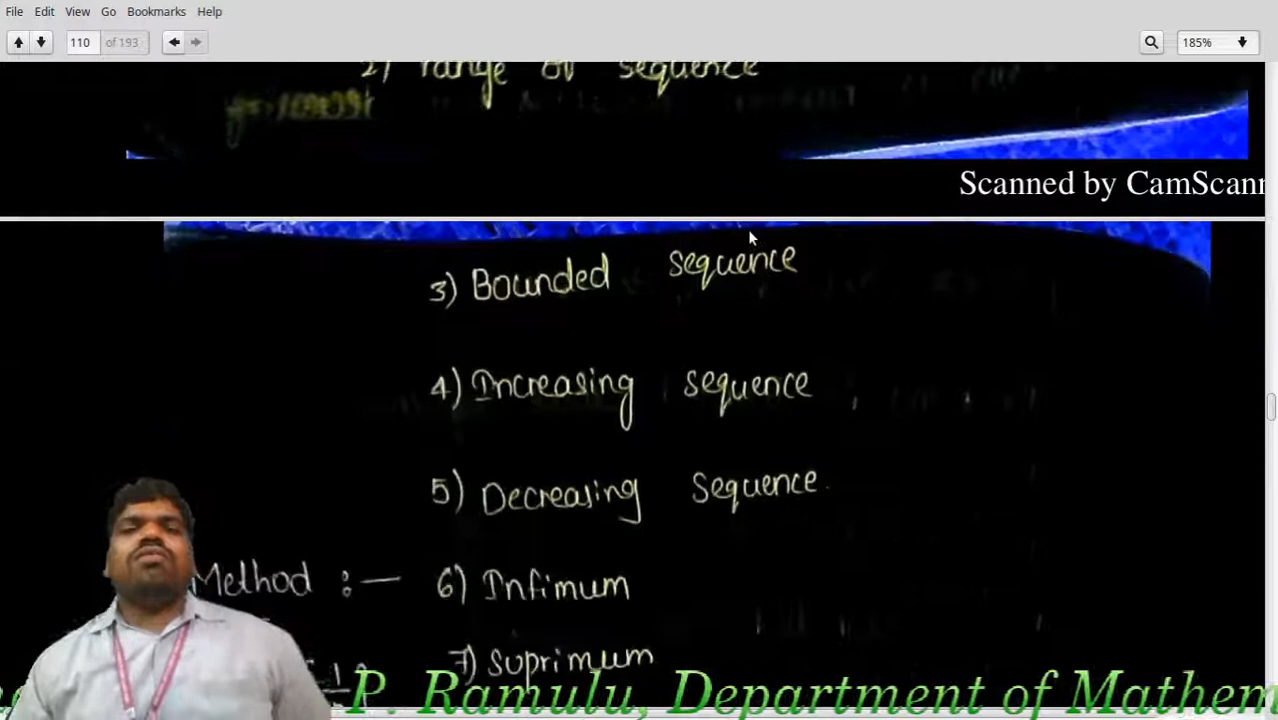 File Edit View Go Bookmarks Help
110 of 193 185%
2) range of sequence
Scanned by CamScann
3) Bounded sequence
4) Increasing sequence
5) Decreasing sequence.
Method :— 6) Infimum
7) Suprimum
P. Ramulu, Department of Mathem